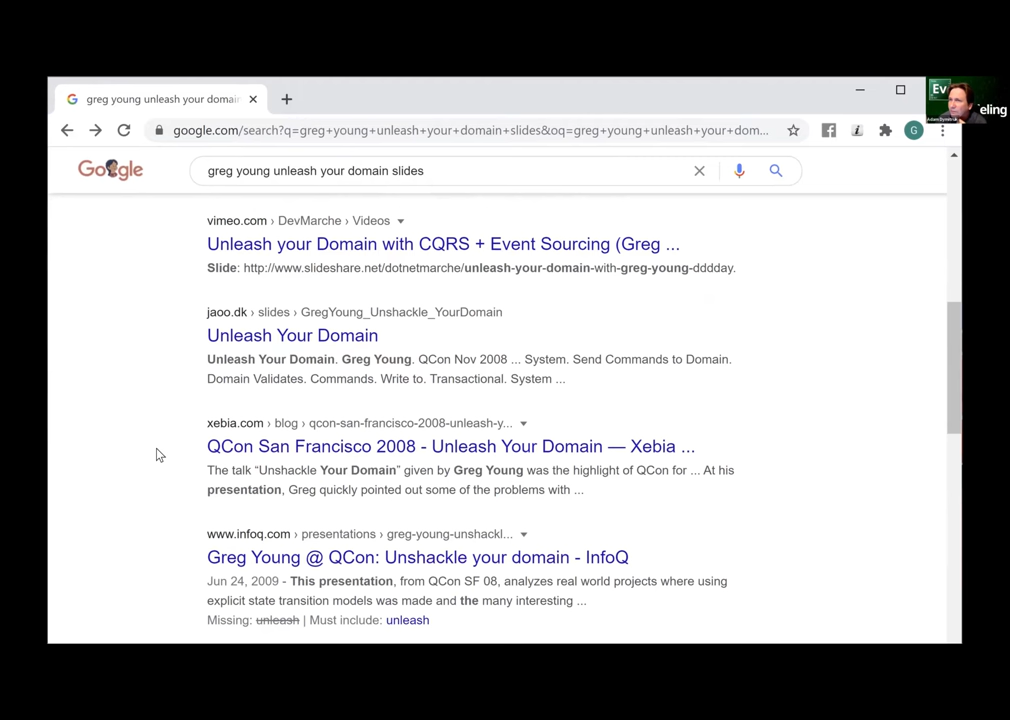 greg young unleash your domain
google.com/search?q=greg+young+unleash+your+domain+slides&oq=greg+young+unleash+your+dom...
G
Ev
eling
Google
greg young unleash your domain slides
vimeo.com › DevMarche › Videos
Unleash your Domain with CQRS + Event Sourcing (Greg ...
Slide: http://www.slideshare.net/dotnetmarche/unleash-your-domain-with-greg-young-dddday.
jaoo.dk › slides › GregYoung_Unshackle_YourDomain
Unleash Your Domain
Unleash Your Domain. Greg Young. QCon Nov 2008 ... System. Send Commands to Domain.
Domain Validates. Commands. Write to. Transactional. System ...
xebia.com › blog › qcon-san-francisco-2008-unleash-y...
QCon San Francisco 2008 - Unleash Your Domain — Xebia ...
The talk “Unshackle Your Domain” given by Greg Young was the highlight of QCon for ... At his
presentation, Greg quickly pointed out some of the problems with ...
www.infoq.com › presentations › greg-young-unshackl...
Greg Young @ QCon: Unshackle your domain - InfoQ
Jun 24, 2009 - This presentation, from QCon SF 08, analyzes real world projects where using
explicit state transition models was made and the many interesting ...
Missing: unleash | Must include: unleash